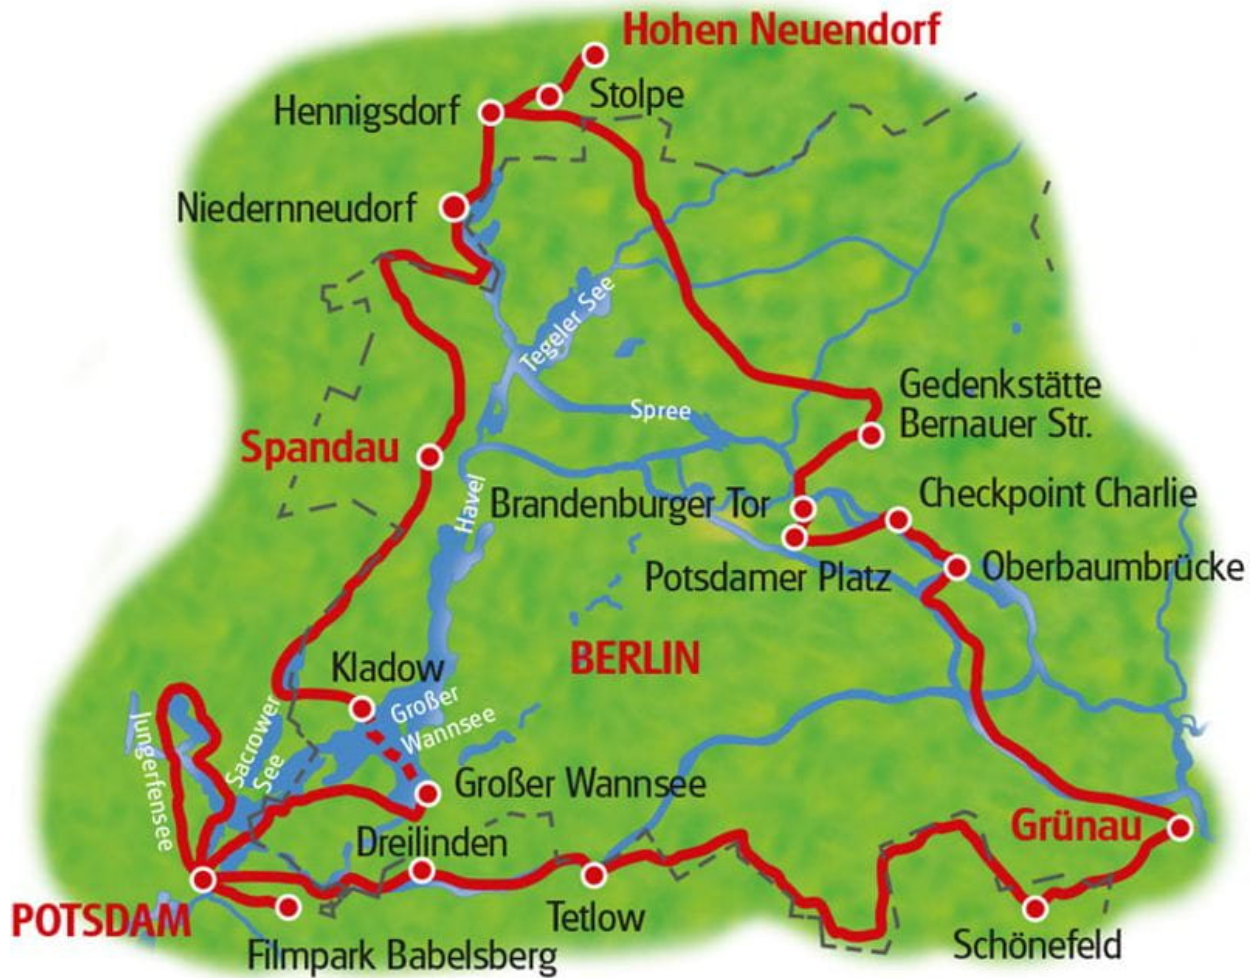 Hohen Neuendorf
Stolpe
Hennigsdorf
Niedernneudorf
Tegeler See
Gedenkstätte
Bernauer Str.
Spree
Spandau
Havel
Brandenburger Tor
Checkpoint Charlie
Potsdamer Platz
Oberbaumbrücke
BERLIN
Kladow
Großer
Wannsee
Sacrower
See
Jungerfensee
Großer Wannsee
Grünau
Dreilinden
POTSDAM
Tetlow
Filmpark Babelsberg
Schönefeld